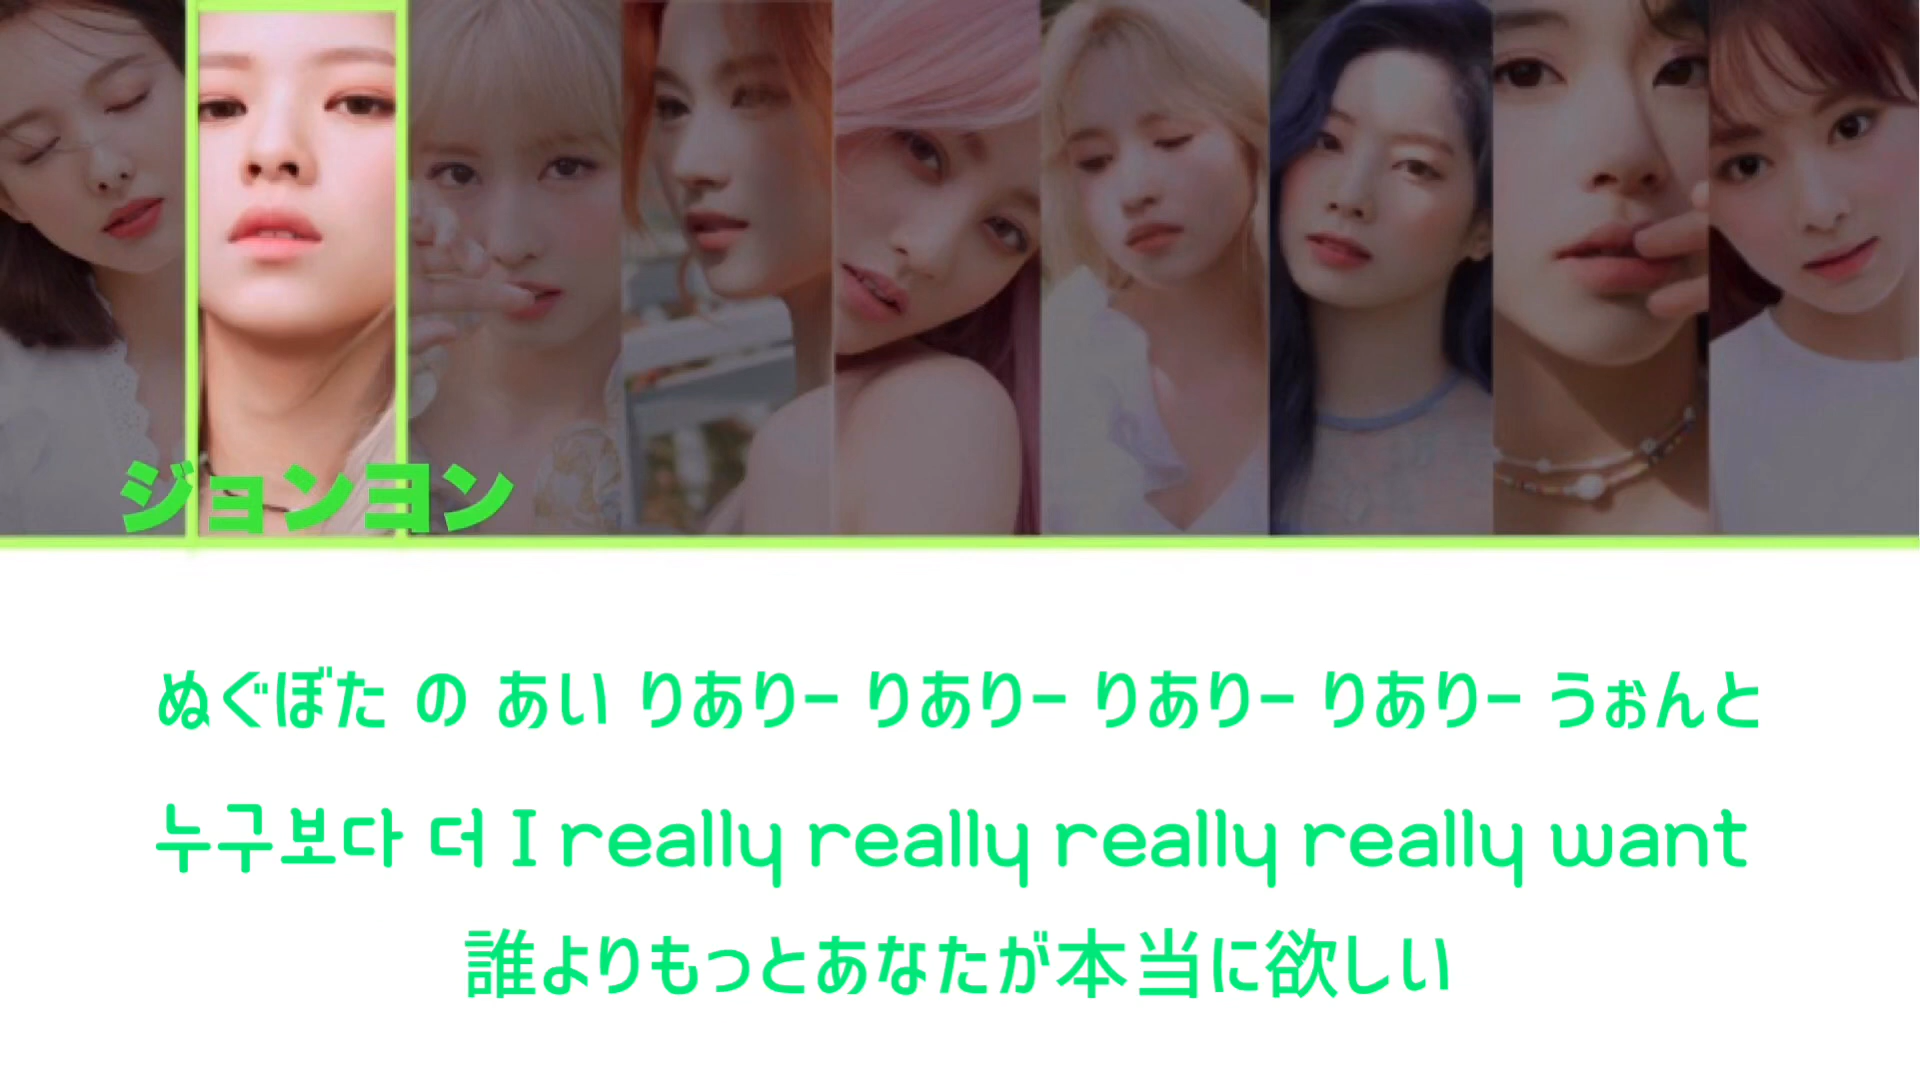 ジョンヨン
ぬぐぼた の あい りありー りありー りありー りありー うぉんと
누구보다 더 I really really really really want
誰よりもっとあなたが本当に欲しい